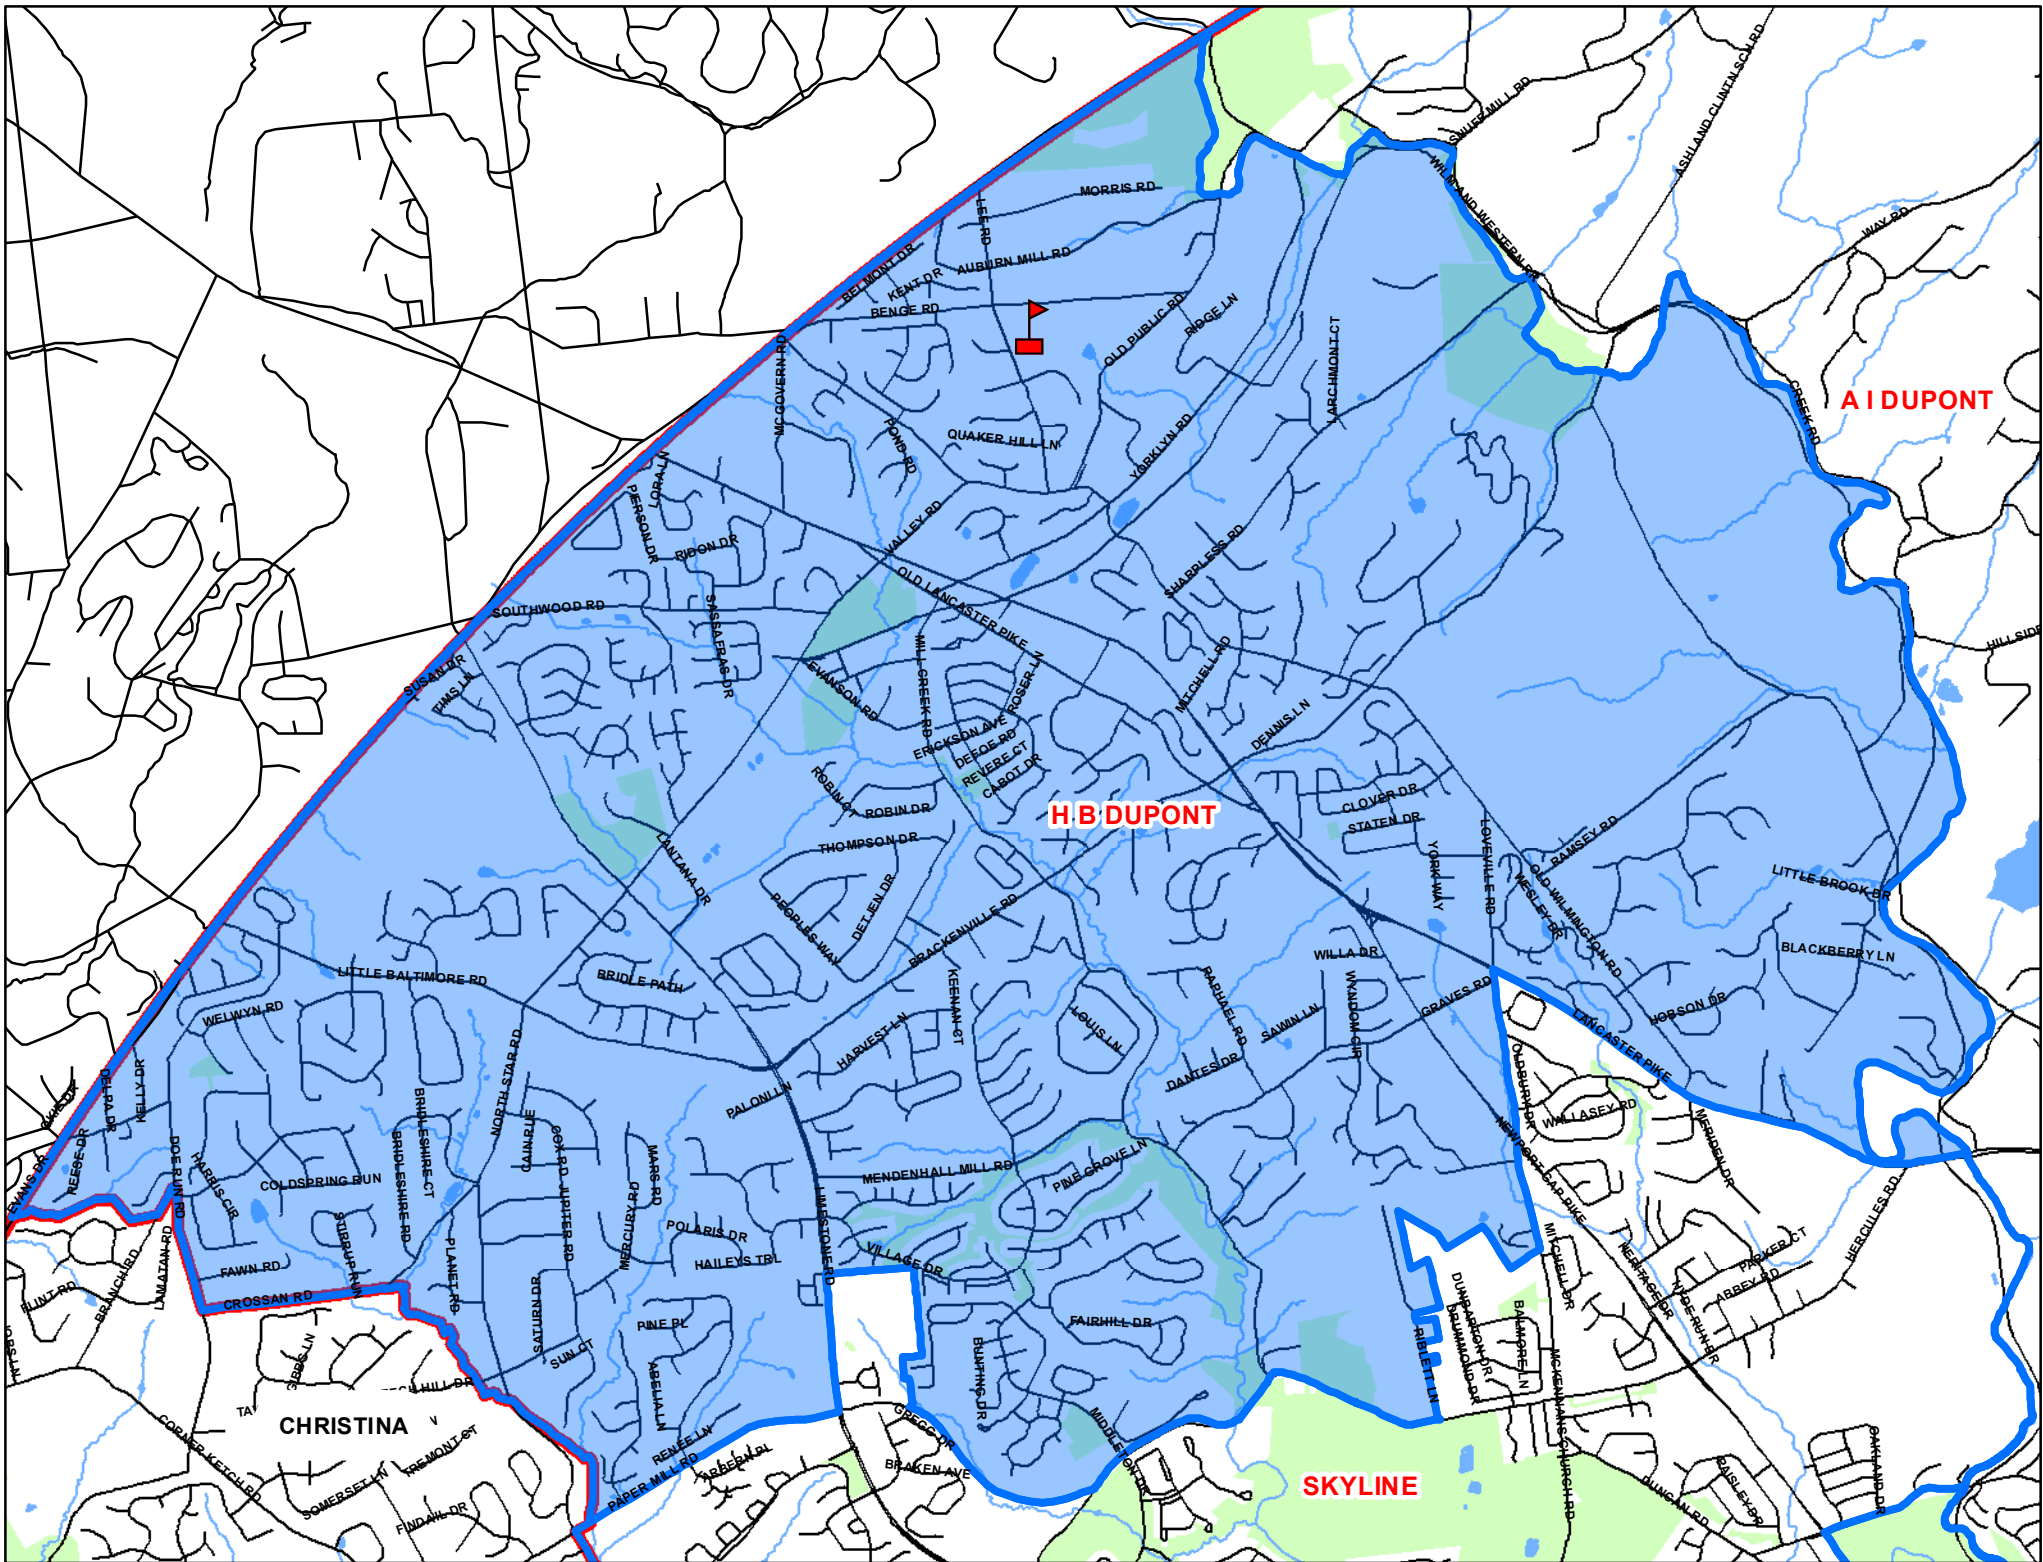 SNUFF MILL RD
ASHLAND CLINTN SCH RD
WAY RD
WILM AND WESTERN RR
MORRIS RD
LEE RD
AUBURN MILL RD
BELMONT DR
KENT DR
BENGE RD
OLD PUBLIC RD
RIDGE LN
LARCHMONT CT
MCGOVERN RD
CREEK RD
A I DUPONT
POND RD
QUAKER HILL LN
YORKLYN RD
LORA LN
PIERSON DR
RIDON DR
VALLEY RD
SHARPLESS RD
OLD LANCASTER PIKE
SOUTHWOOD RD
SASSAFRAS DR
MILL CREEK RD
ROSER LN
MITCHELL RD
HILLSIDE
SUSAN DR
TIMS LN
EVANSON RD
ERICKSON AVE
DEFOE RD
REVERE CT
CABOT DR
DENNIS LN
ROBIN CT
ROBIN DR
H B DUPONT
CLOVER DR
STATEN DR
THOMPSON DR
LANTANA DR
YORK WAY
LOVEVILLE RD
RAMSEY RD
OLD WILMINGTON RD
WESLEY DR
LITTLE BROOK DR
PEOPLES WAY
DETJEN DR
BRACKENVILLE RD
BLACKBERRY LN
LITTLE BALTIMORE RD
BRIDLE PATH
WILLA DR
RAPHAEL RD
WYNDOM CIR
GRAVES RD
WELWYN RD
KEENAN CT
LOUIS LN
SAWIN LN
HOBSON DR
LANCASTER PIKE
HARVEST LN
NORTH STAR RD
DANTES DR
OLDBURY DR
WALLASEY RD
MERIDEN DR
NEWPORT GAP PIKE
PALONI LN
KELLY DR
DELPA DR
REESE DR
EVANS DR
DOE RUN RD
HARRIS CIR
COLDSPRING RUN
BRIDLESHIRE CT
BRIDLESHIRE RD
CAIN RUE
COX RD
JUPITER RD
MARS RD
MERCURY RD
MENDENHALL MILL RD
PINE GROVE LN
LIMESTONE RD
POLARIS DR
HAILEYS TRL
VILLAGE DR
HERCULES RD
PARKER CT
ABBEY RD
HERITAGE DR
MITCHELL DR
STIRRUP RUN
PLANET RD
SATURN DR
FAWN RD
CROSSAN RD
LAMATAN RD
BRANCH RD
FLINT RD
FAIRHILL DR
PINE PL
SUN CT
DUNBARTON DR
DRUMMOND DR
BALMORE LN
RIBLETT LN
BUNTING DR
ABELIA LN
GIBBS LN
CHRISTINA
CORNER KETCH RD
TREMONT CT
SOMERSET LN
FINDAIL DR
RENEE LN
PAPER MILL RD
ARBERN PL
GREGG DR
BRAKEN AVE
MIDDLETON DR
SKYLINE
MCKENNANS CHURCH RD
DUNCAN RD
PAISLEY DR
OAKLAND DR